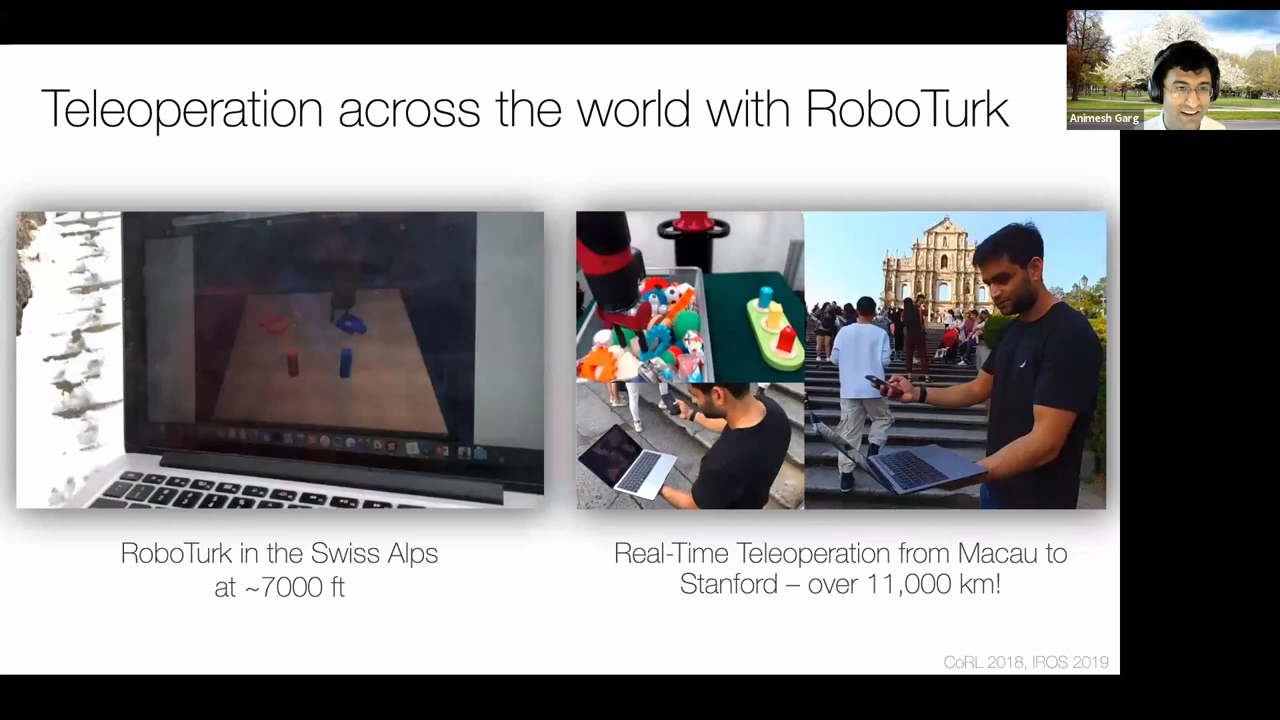 Teleoperation across the world with RoboTurk
Animesh Garg
RoboTurk in the Swiss Alps
at ~7000 ft
Real-Time Teleoperation from Macau to
Stanford – over 11,000 km!
CoRL 2018, IROS 2019